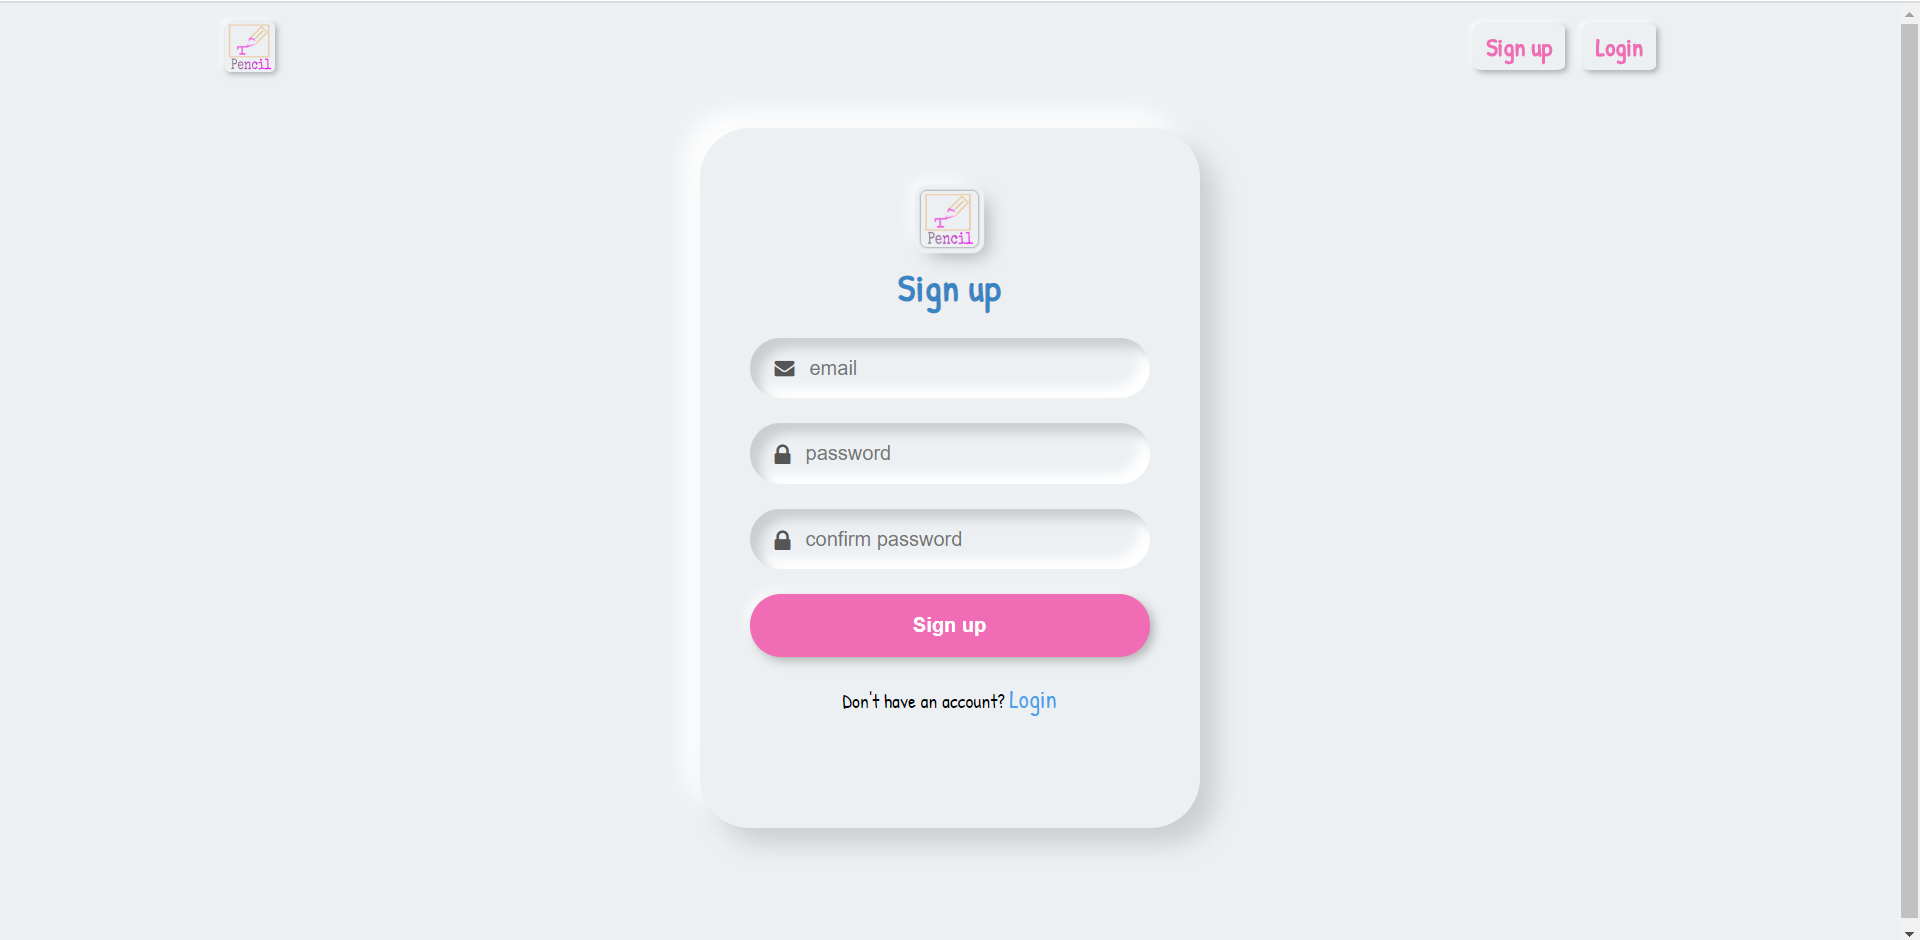 Pencil
Sign up
Login
Pencil
Sign up
email
password
confirm password
Sign up
Don't have an account? Login